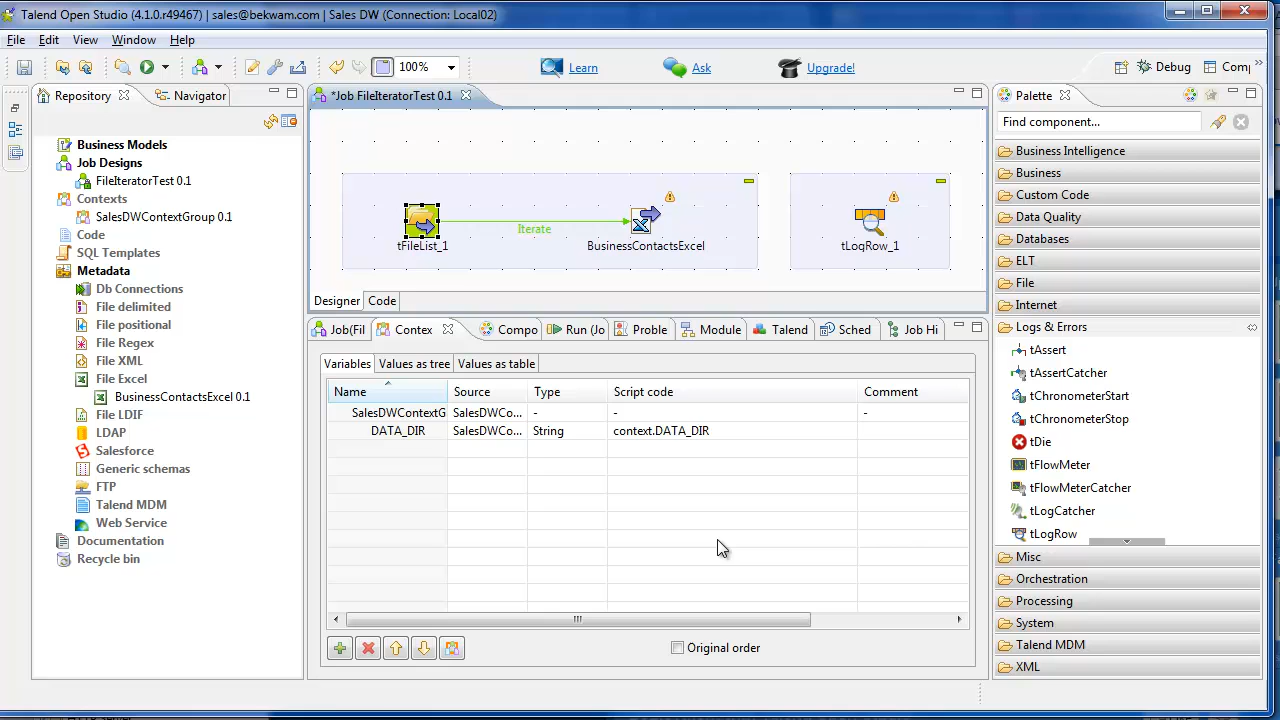 Talend Open Studio (4.1.0.r49467) | sales@bekwam.com | Sales DW (Connection: Local02)
File Edit View Window Help
100% Learn Ask Upgrade! Debug Comp
Repository Navigator
Business Models
Job Designs
FileIteratorTest 0.1
Contexts
SalesDWContextGroup 0.1
Code
SQL Templates
Metadata
Db Connections
File delimited
File positional
File Regex
File XML
File Excel
BusinessContactsExcel 0.1
File LDIF
LDAP
Salesforce
Generic schemas
FTP
Talend MDM
Web Service
Documentation
Recycle bin
*Job FileIteratorTest 0.1
Iterate
tFileList_1 BusinessContactsExcel tLogRow_1
Designer Code
Job(Fil Contex Compo Run (Jo Proble Module Talend Sched Job Hi
Variables Values as tree Values as table
Name Source Type Script code Comment
SalesDWContextG SalesDWCo... - - -
DATA_DIR SalesDWCo... String context.DATA_DIR
Original order
Palette
Find component...
Business Intelligence
Business
Custom Code
Data Quality
Databases
ELT
File
Internet
Logs & Errors
tAssert
tAssertCatcher
tChronometerStart
tChronometerStop
tDie
tFlowMeter
tFlowMeterCatcher
tLogCatcher
tLogRow
Misc
Orchestration
Processing
System
Talend MDM
XML